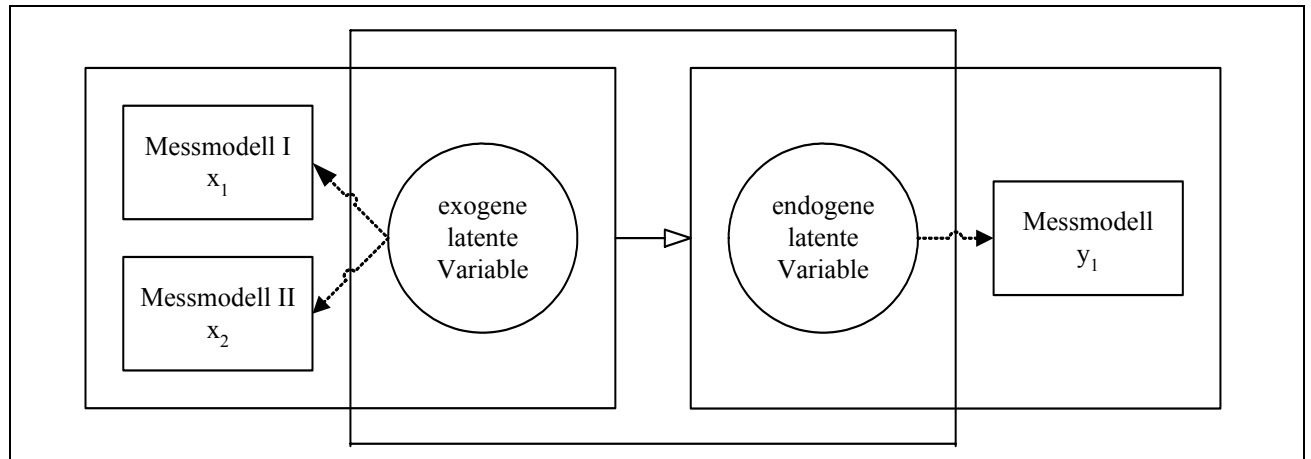 Messmodell I
x1
Messmodell II
x2
exogene
latente
Variable
endogene
latente
Variable
Messmodell
y1